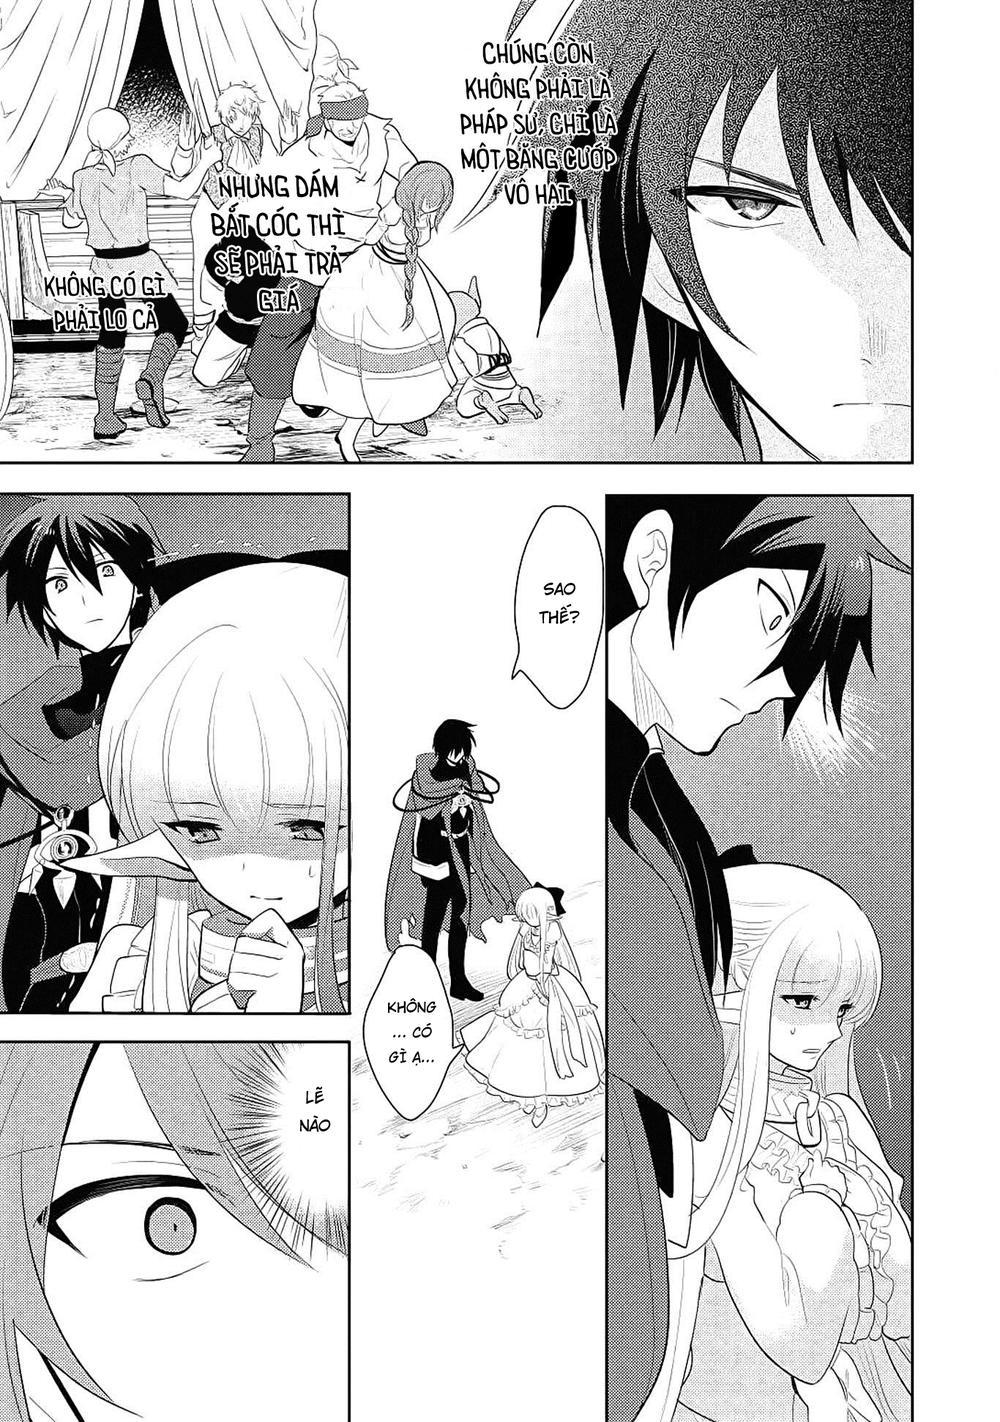 CHÚNG CÒN
KHÔNG PHẢI LÀ
PHÁP SƯ, CHỈ LÀ
MỘT BĂNG CƯỚP
VÔ HẠI
NHƯNG DÁM
BẮT CÓC THÌ
SẼ PHẢI TRẢ
GIÁ
KHÔNG CÓ GÌ
PHẢI LO CẢ
SAO
THẾ?
KHÔNG
... CÓ
GÌ Ạ...
LẼ
NÀO